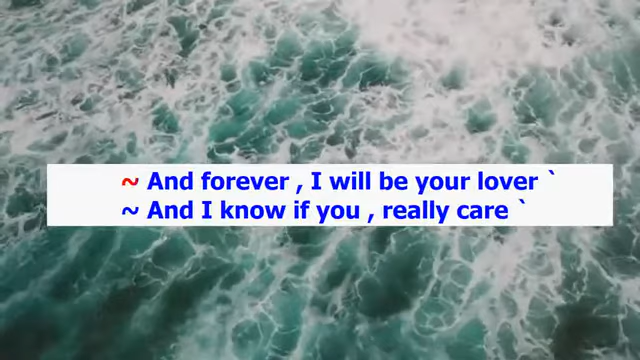 ~ And forever , I will be your lover `
~ And I know if you , really care `